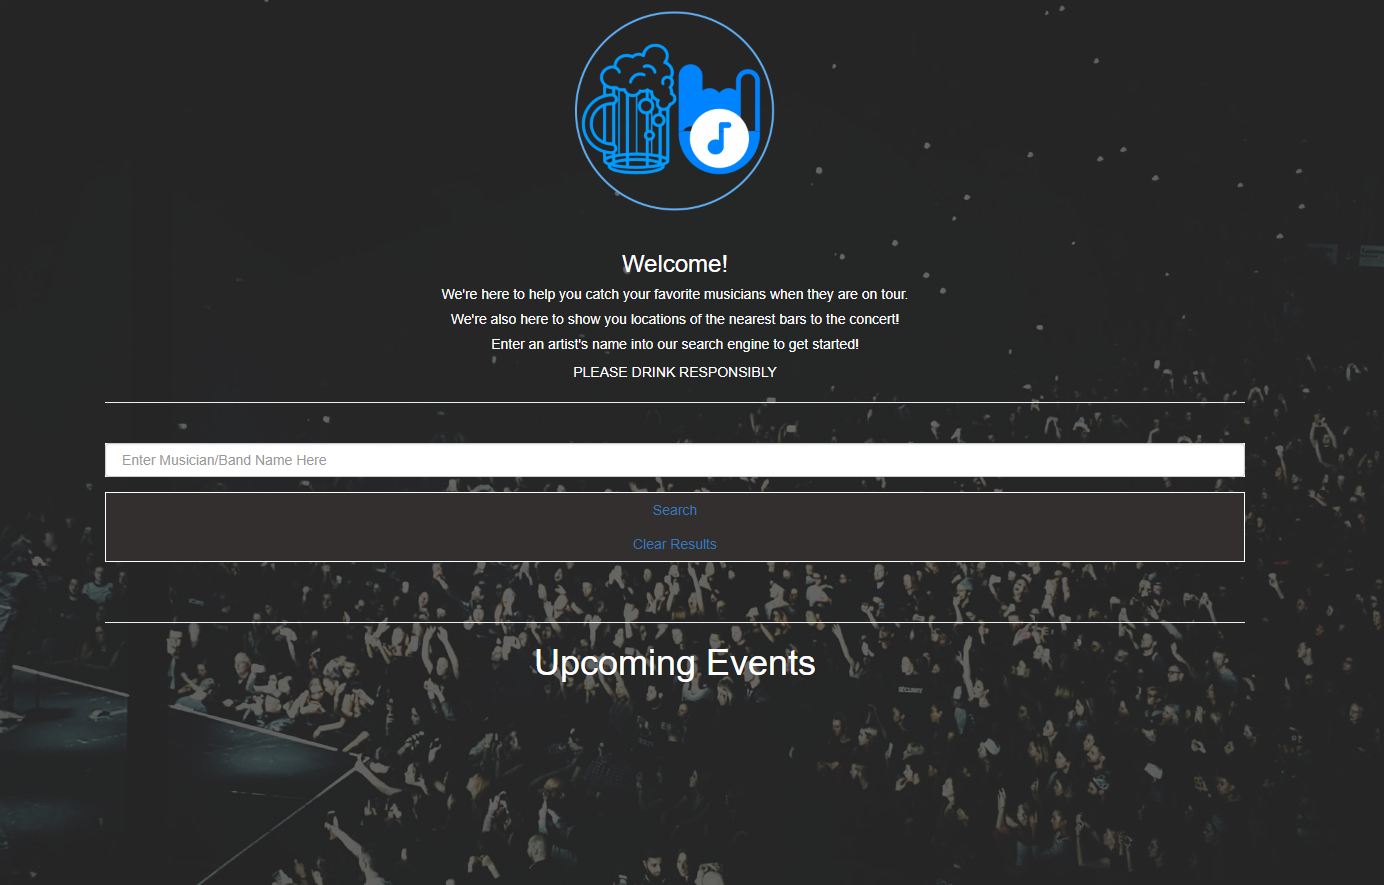 Welcome!
We're here to help you catch your favorite musicians when they are on tour.
We're also here to show you locations of the nearest bars to the concert!
Enter an artist's name into our search engine to get started!
PLEASE DRINK RESPONSIBLY
Enter Musician/Band Name Here
Search
Clear Results
Upcoming Events
SECURITY